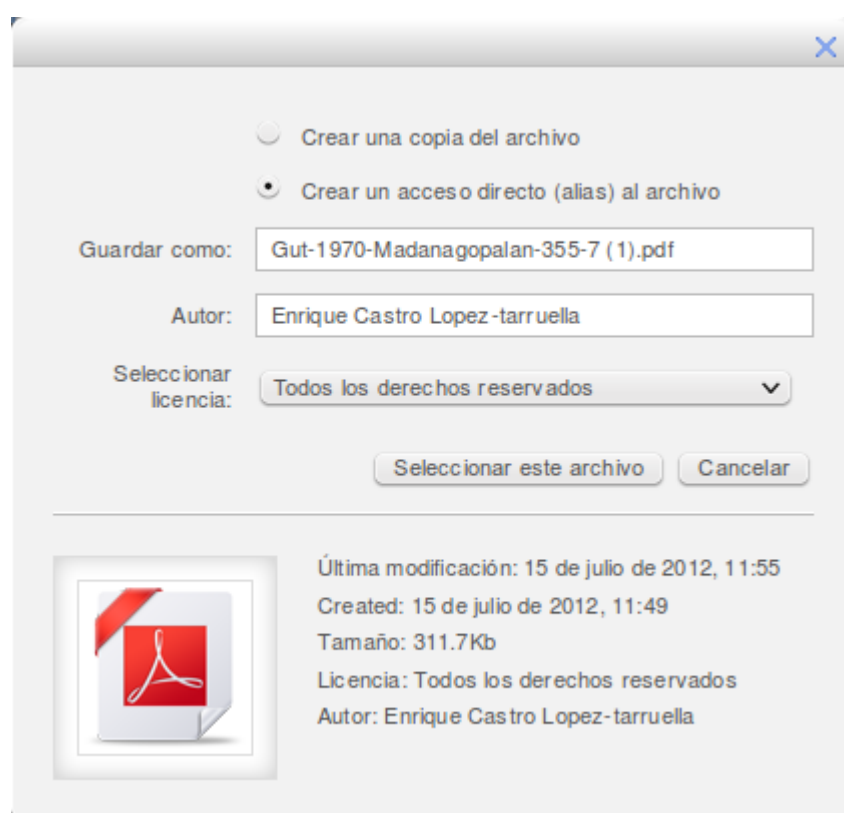 Crear una copia del archivo
Crear un acceso directo (alias) al archivo
Guardar como: Gut-1970-Madanagopalan-355-7 (1).pdf
Autor: Enrique Castro Lopez-tarruella
Seleccionar
licencia: Todos los derechos reservados
Seleccionar este archivo Cancelar
Última modificación: 15 de julio de 2012, 11:55
Created: 15 de julio de 2012, 11:49
Tamaño: 311.7Kb
Licencia: Todos los derechos reservados
Autor: Enrique Castro Lopez-tarruella